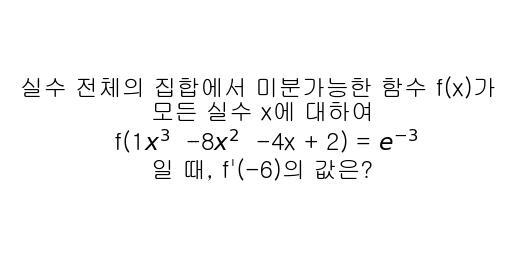 실수 전체의 집합에서 미분가능한 함수 f(x)가
모든 실수 x에 대하여
f(1x³ −8x² −4x + 2) = e⁻³
일 때, f'(−6)의 값은?